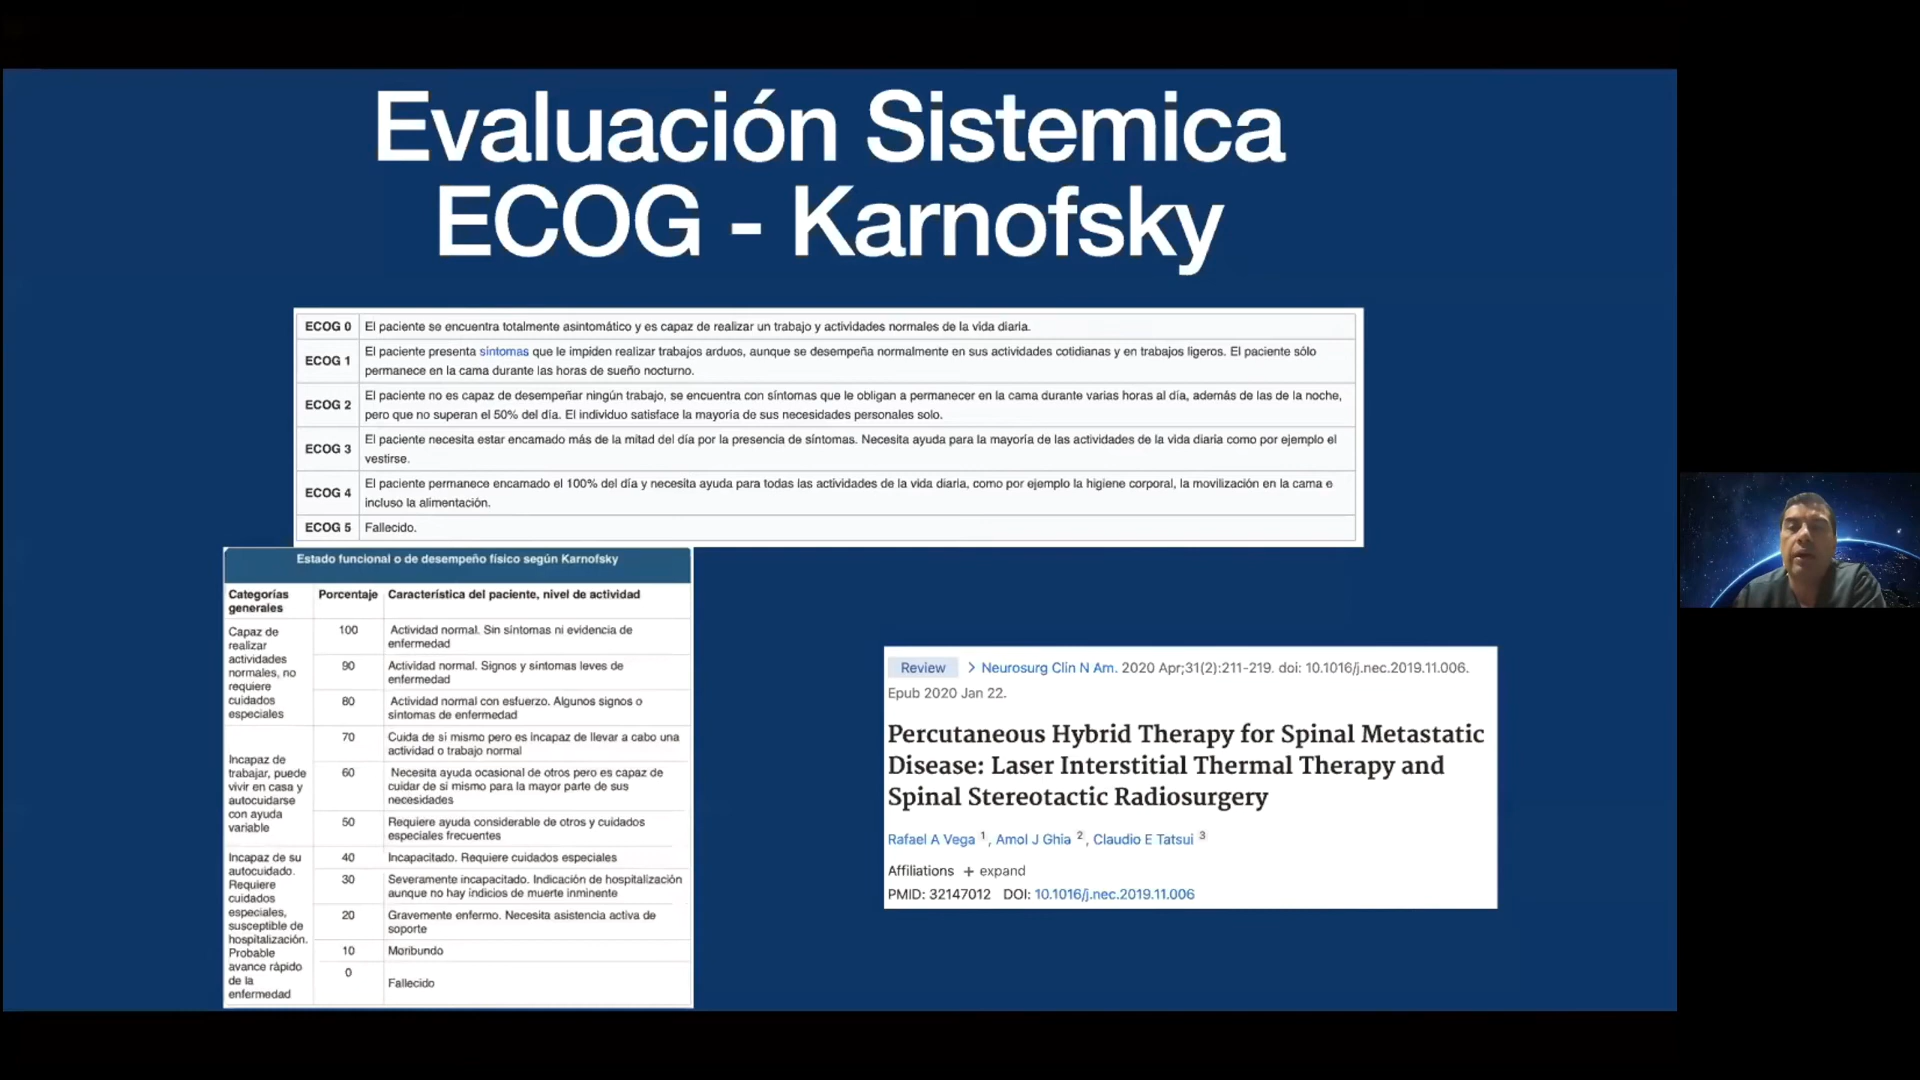 Evaluación Sistemica
ECOG - Karnofsky
ECOG 0 El paciente se encuentra totalmente asintomático y es capaz de realizar un trabajo y actividades normales de la vida diaria.
ECOG 1 El paciente presenta síntomas que le impiden realizar trabajos arduos, aunque se desempeña normalmente en sus actividades cotidianas y en trabajos ligeros. El paciente sólo
permanece en la cama durante las horas de sueño nocturno.
ECOG 2 El paciente no es capaz de desempeñar ningún trabajo, se encuentra con síntomas que le obligan a permanecer en la cama durante varias horas al día, además de las de la noche,
pero que no superan el 50% del día. El individuo satisface la mayoría de sus necesidades personales solo.
ECOG 3 El paciente necesita estar encamado más de la mitad del día por la presencia de síntomas. Necesita ayuda para la mayoría de las actividades de la vida diaria como por ejemplo el
vestirse.
ECOG 4 El paciente permanece encamado el 100% del día y necesita ayuda para todas las actividades de la vida diaria, como por ejemplo la higiene corporal, la movilización en la cama e
incluso la alimentación.
ECOG 5 Fallecido.
Estado funcional o de desempeño físico según Karnofsky
Categorías
generales
Porcentaje
Característica del paciente, nivel de actividad
Capaz de
realizar
actividades
normales, no
requiere
cuidados
especiales
100 Actividad normal. Sin síntomas ni evidencia de
enfermedad
90 Actividad normal. Signos y síntomas leves de
enfermedad
80 Actividad normal con esfuerzo. Algunos signos o
síntomas de enfermedad
Incapaz de
trabajar, puede
vivir en casa y
autocuidarse
con ayuda
variable
70 Cuida de sí mismo pero es incapaz de llevar a cabo una
actividad o trabajo normal
60 Necesita ayuda ocasional de otros pero es capaz de
cuidar de sí mismo para la mayor parte de sus
necesidades
50 Requiere ayuda considerable de otros y cuidados
especiales frecuentes
Incapaz de su
autocuidado.
Requiere
cuidados
especiales,
susceptible de
hospitalización.
Probable
avance rápido
de la
enfermedad
40 Incapacitado. Requiere cuidados especiales
30 Severamente incapacitado. Indicación de hospitalización
aunque no hay indicios de muerte inminente
20 Gravemente enfermo. Necesita asistencia activa de
soporte
10 Moribundo
0 Fallecido
Review > Neurosurg Clin N Am. 2020 Apr;31(2):211-219. doi: 10.1016/j.nec.2019.11.006.
Epub 2020 Jan 22.
Percutaneous Hybrid Therapy for Spinal Metastatic
Disease: Laser Interstitial Thermal Therapy and
Spinal Stereotactic Radiosurgery
Rafael A Vega 1, Amol J Ghia 2, Claudio E Tatsui 3
Affiliations + expand
PMID: 32147012 DOI: 10.1016/j.nec.2019.11.006